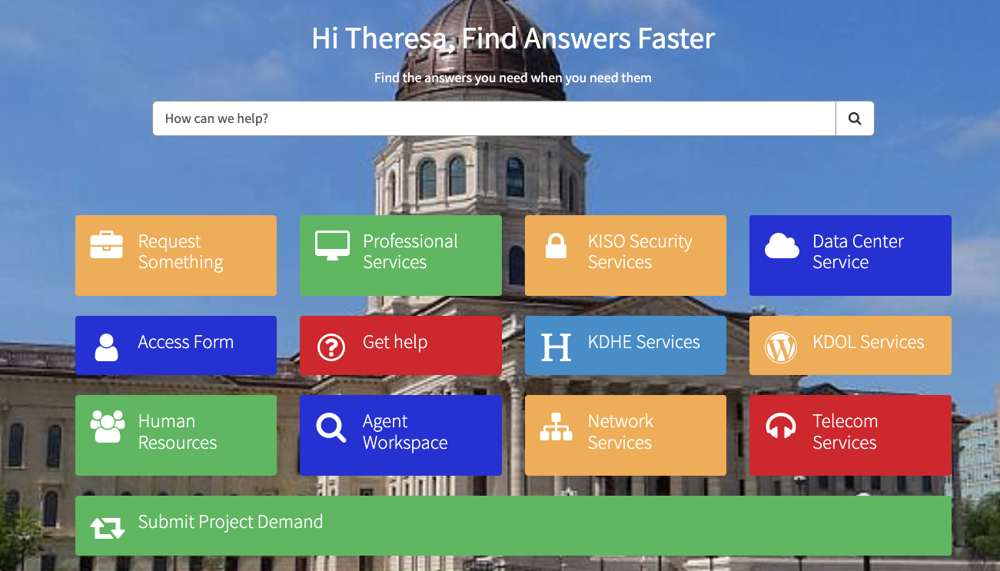 Hi Theresa, Find Answers Faster
Find the answers you need when you need them
How can we help?
Request
Something
Professional
Services
KISO Security
Services
Data Center
Service
Access Form
Get help
KDHE Services
KDOL Services
Human
Resources
Agent
Workspace
Network
Services
Telecom
Services
Submit Project Demand